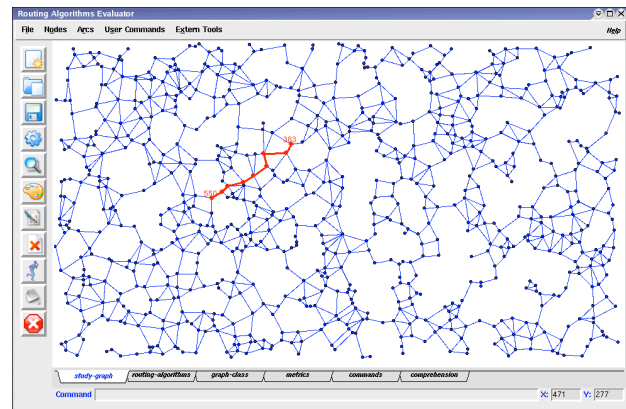 Routing Algorithms Evaluator
File Nodes Arcs User Commands Extern Tools Help
383
550
study-graph routing-algorithms graph-class metrics commands comprehension
Command X: 471 Y: 277